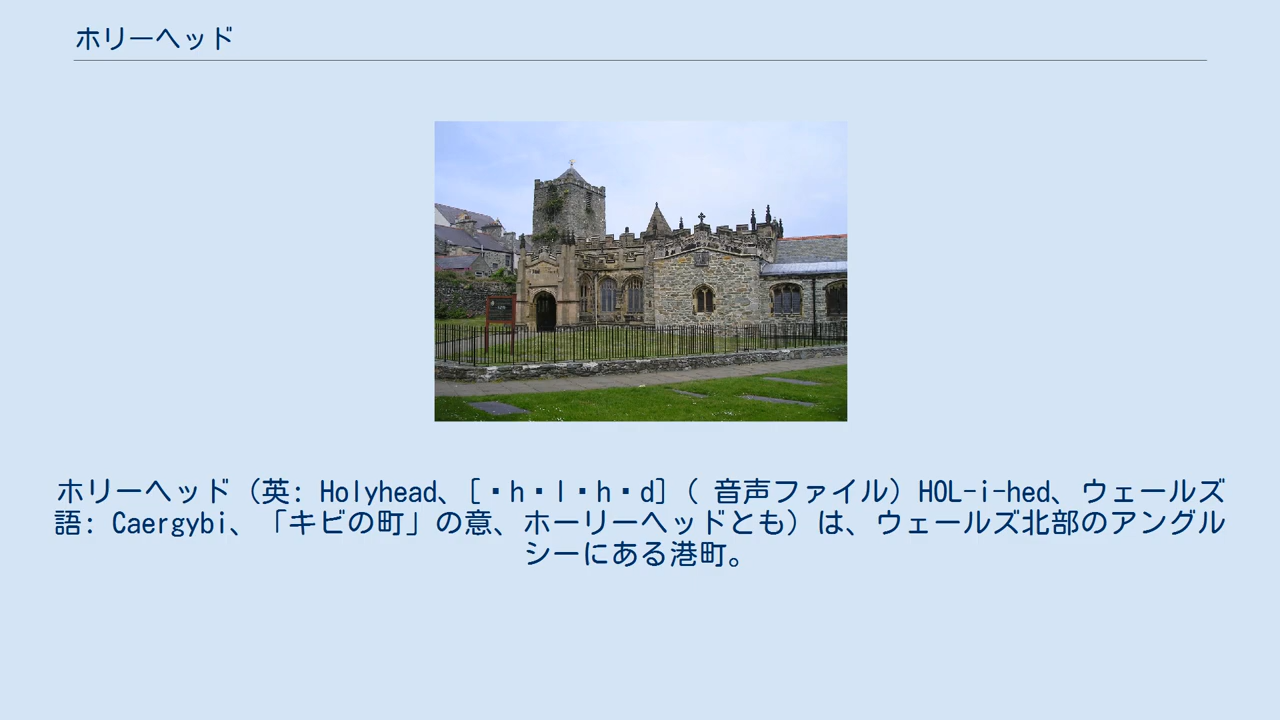 ホリーヘッド
ホリーヘッド（英: Holyhead、[・h・l・h・d]（ 音声ファイル）HOL-i-hed、ウェールズ
語: Caergybi、「キビの町」の意、ホーリーヘッドとも）は、ウェールズ北部のアングル
シーにある港町。